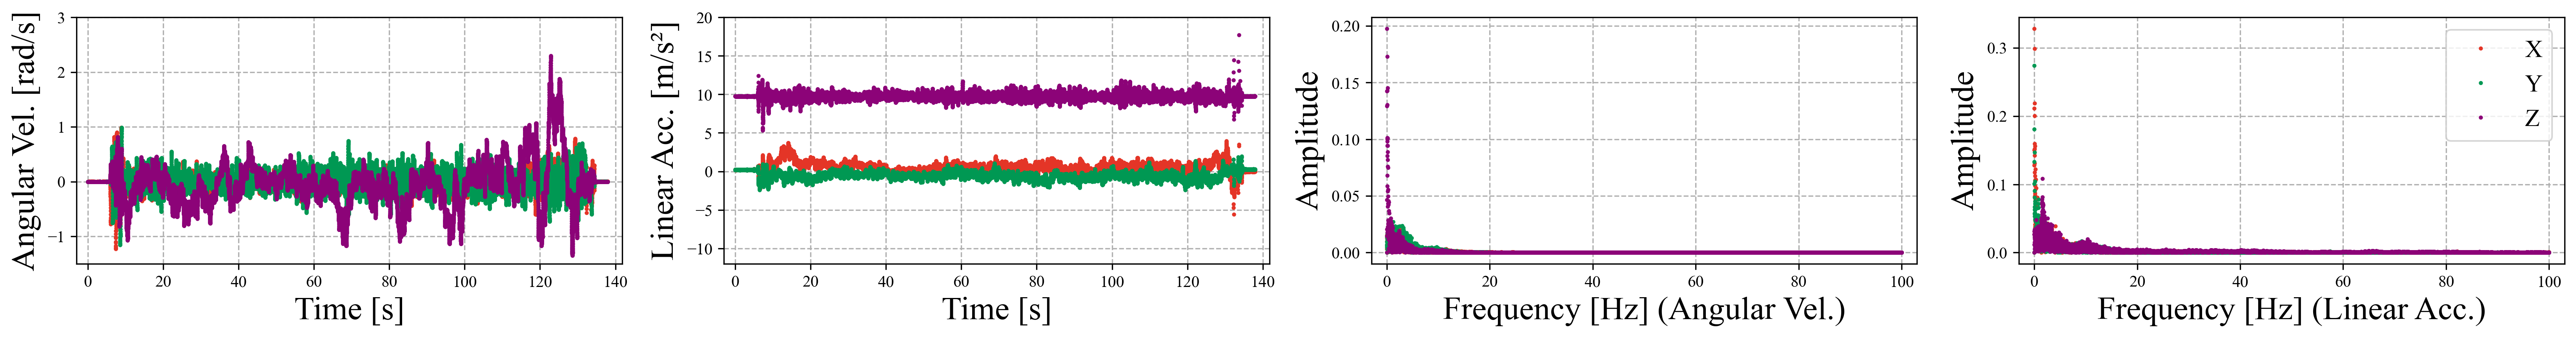 Angular Vel. [rad/s]
3
2
1
0
−1
0 20 40 60 80 100 120 140
Time [s]
Linear Acc. [m/s²]
20
15
10
5
0
−5
−10
0 20 40 60 80 100 120 140
Time [s]
Amplitude
0.20
0.15
0.10
0.05
0.00
0 20 40 60 80 100
Frequency [Hz] (Angular Vel.)
Amplitude
0.3
0.2
0.1
0.0
0 20 40 60 80 100
Frequency [Hz] (Linear Acc.)
X
Y
Z